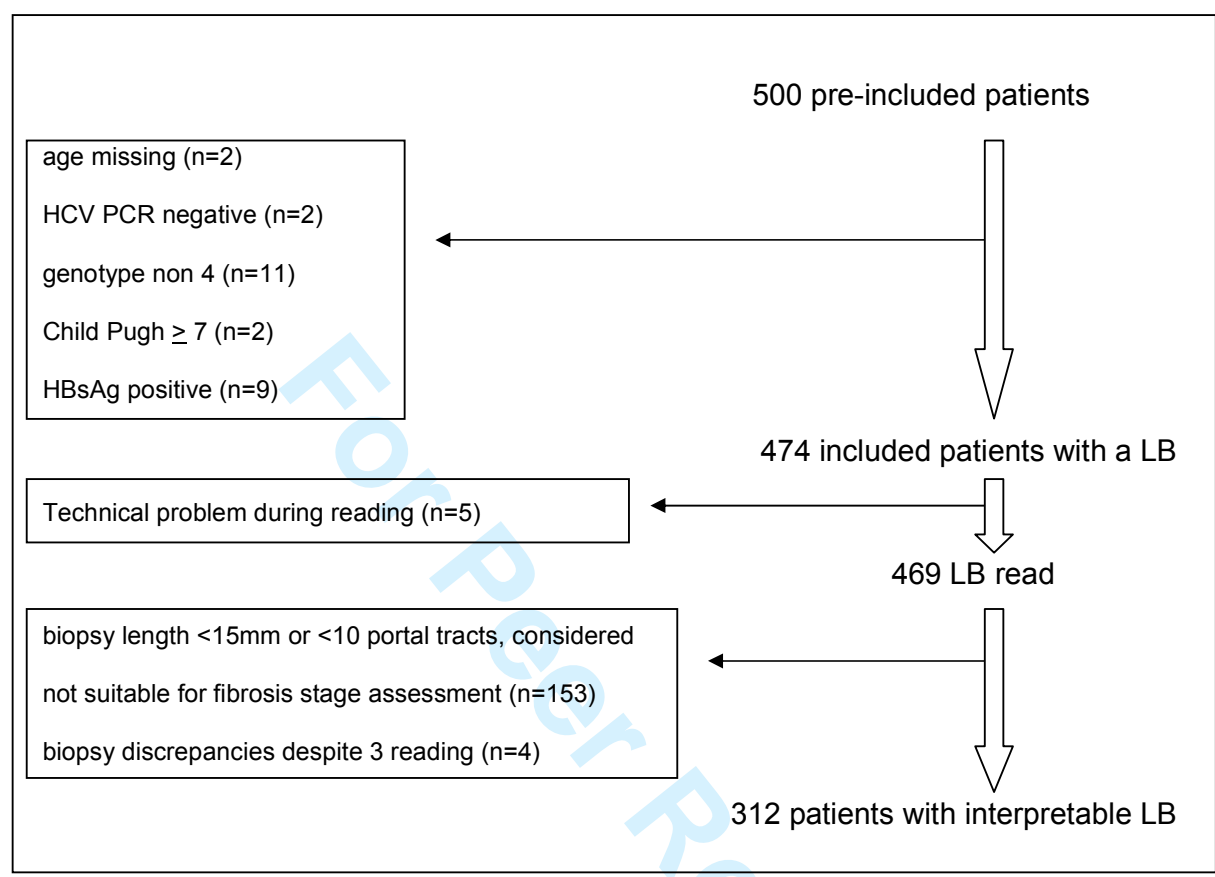 500 pre-included patients
age missing (n=2)
HCV PCR negative (n=2)
genotype non 4 (n=11)
Child Pugh ≥ 7 (n=2)
HBsAg positive (n=9)
474 included patients with a LB
Technical problem during reading (n=5)
469 LB read
biopsy length <15mm or <10 portal tracts, considered
not suitable for fibrosis stage assessment (n=153)
biopsy discrepancies despite 3 reading (n=4)
312 patients with interpretable LB
For Peer Re